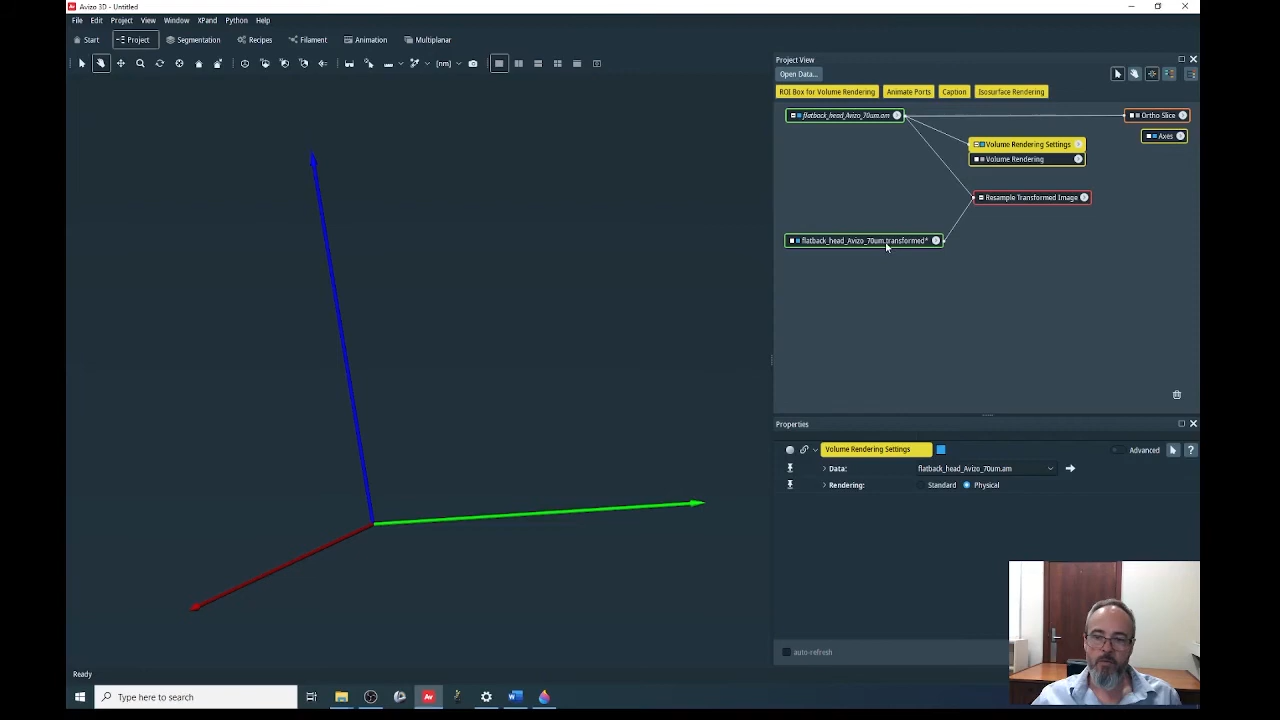 Avizo 3D - Untitled
File Edit Project View Window XPand Python Help
Start Project Segmentation Recipes Filament Animation Multiplanar
[nm]
Project View
Open Data...
ROI Box for Volume Rendering Animate Ports Caption Isosurface Rendering
flatback_head_Avizo_70um.am
Ortho Slice
Axes
Volume Rendering Settings
Volume Rendering
Resample Transformed Image
flatback_head_Avizo_70um.transformed*
Properties
Volume Rendering Settings
Advanced
?
Data: flatback_head_Avizo_70um.am
Rendering: Standard Physical
auto-refresh
Ready
Type here to search